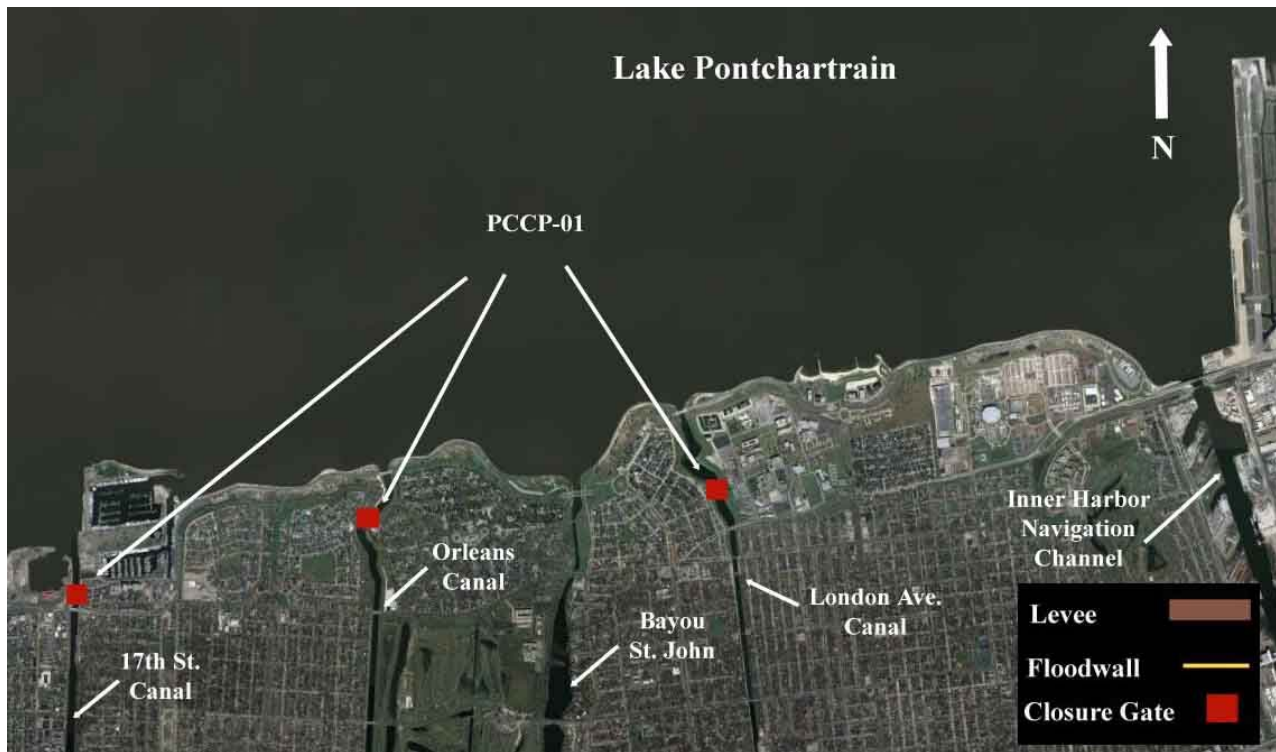 Lake Pontchartrain
N
PCCP-01
Orleans
Canal
17th St.
Canal
Bayou
St. John
London Ave.
Canal
Inner Harbor
Navigation
Channel
Levee
Floodwall
Closure Gate